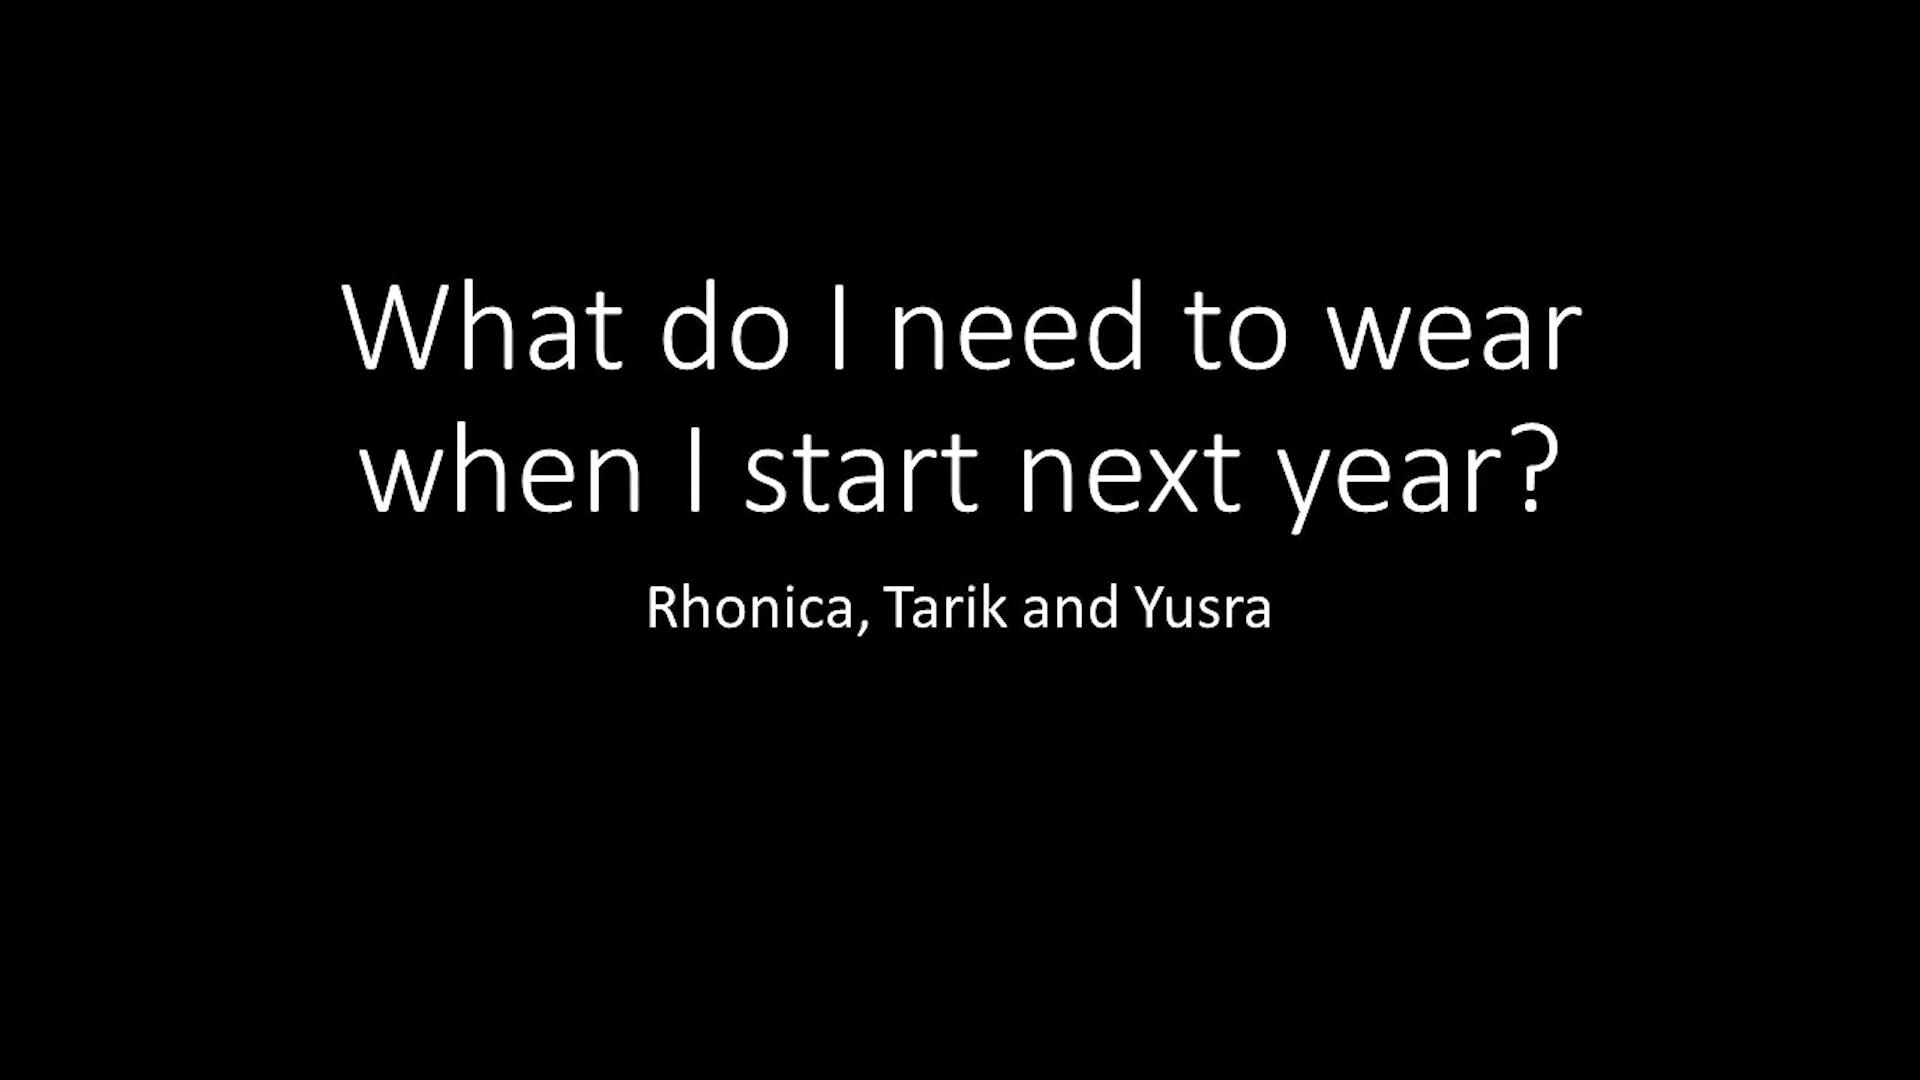 What do I need to wear
when I start next year?
Rhonica, Tarik and Yusra